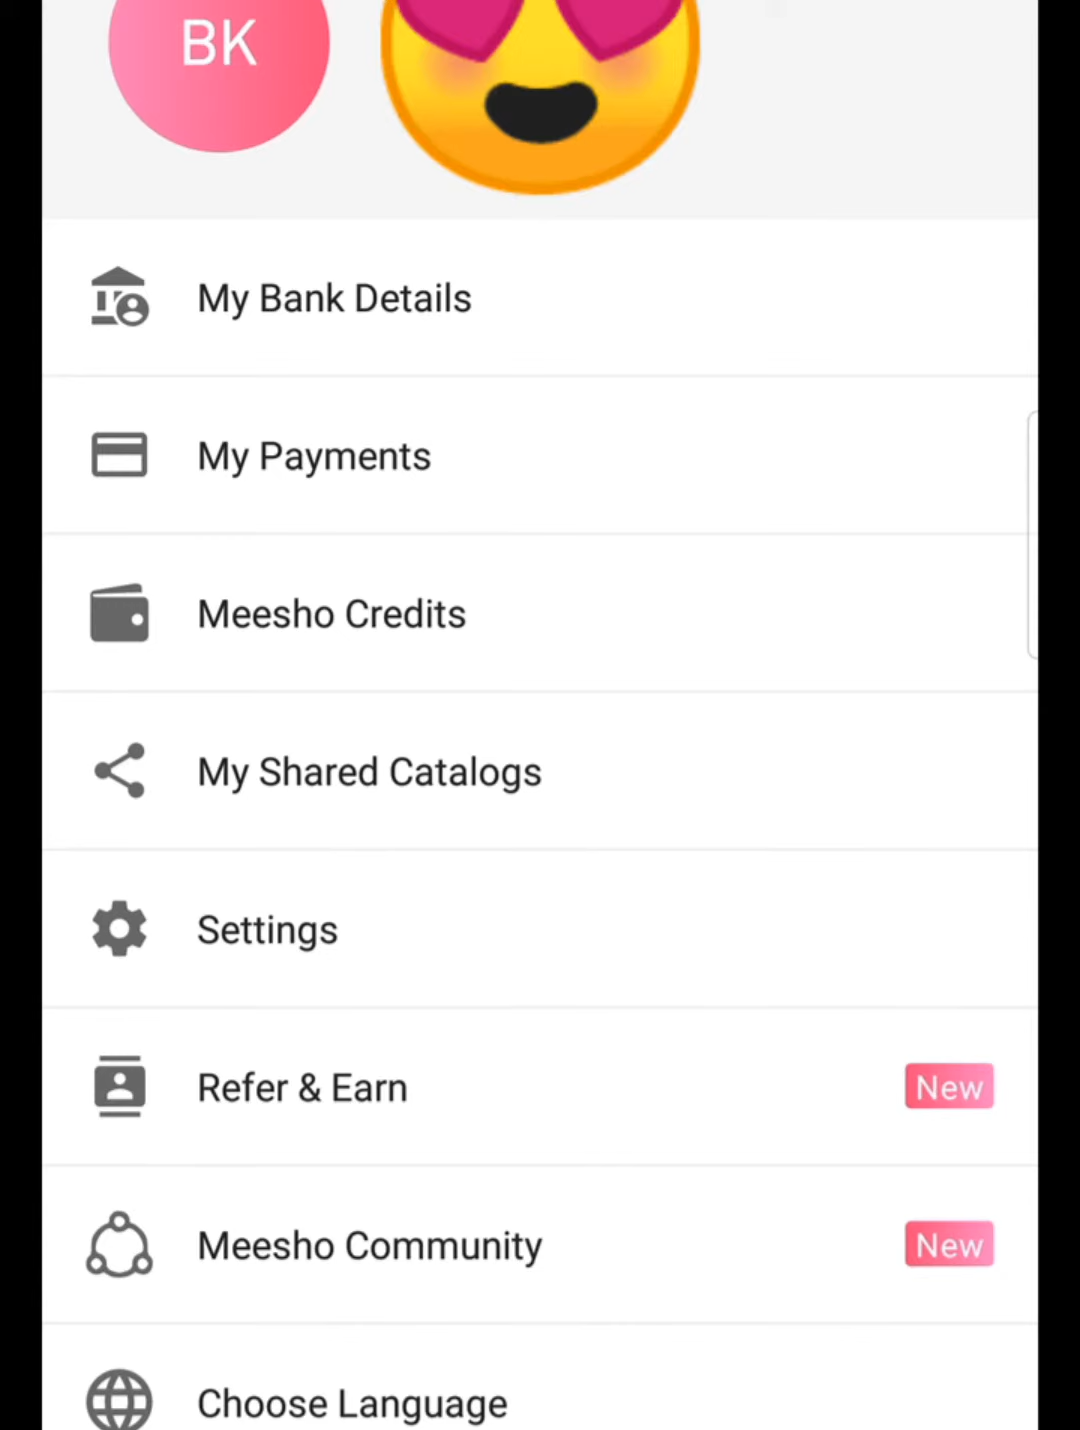 BK
My Bank Details
My Payments
Meesho Credits
My Shared Catalogs
Settings
Refer & Earn New
Meesho Community New
Choose Language